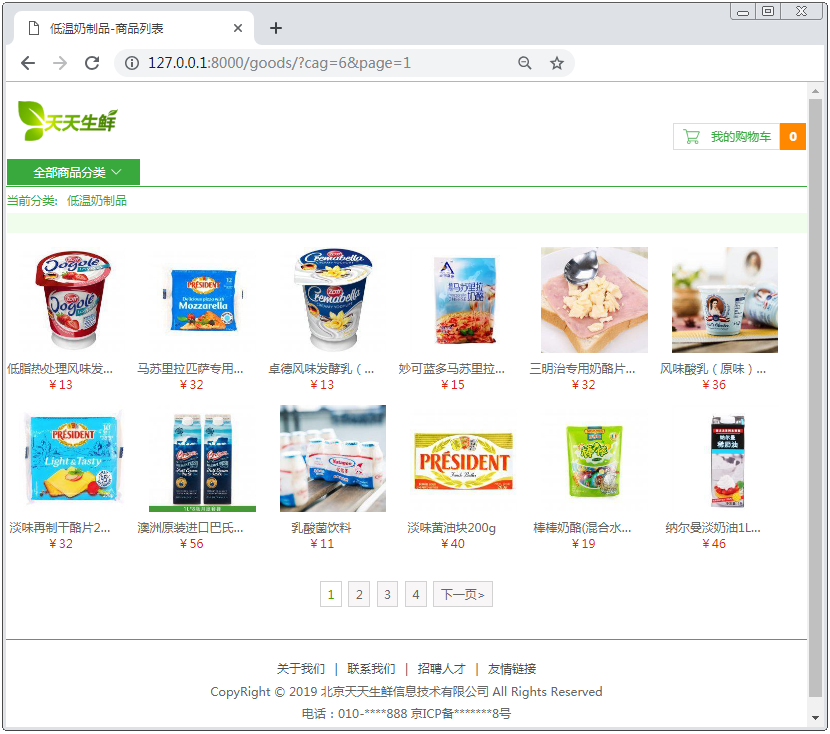 低温奶制品-商品列表
127.0.0.1:8000/goods/?cag=6&page=1
天天生鲜
我的购物车 0
全部商品分类
当前分类: 低温奶制品
低脂热处理风味发... 马苏里拉匹萨专用... 卓德风味发酵乳（... 妙可蓝多马苏里拉... 三明治专用奶酪片... 风味酸乳（原味）...
￥13 ￥32 ￥13 ￥15 ￥32 ￥36
淡味再制干酪片2... 澳洲原装进口巴氏... 乳酸菌饮料 淡味黄油块200g 棒棒奶酪(混合水... 纳尔曼淡奶油1L...
￥32 ￥56 ￥11 ￥40 ￥19 ￥46
1 2 3 4 下一页>
关于我们 | 联系我们 | 招聘人才 | 友情链接
CopyRight © 2019 北京天天生鲜信息技术有限公司 All Rights Reserved
电话：010-****888 京ICP备*******8号